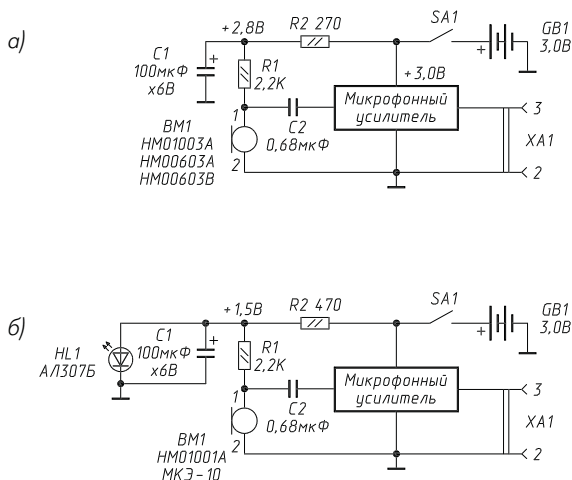 а)
+2,8В
R2 270
SA1
GB1
3,0В
C1
100мкФ
х6В
+
R1
2,2К
+
+3,0В
1
C2
0,68мкФ
Микрофонный
усилитель
3
XA1
2
BM1
HM01003A
HM00603A
HM00603B
2
б)
+1,5В
R2 470
SA1
GB1
3,0В
HL1
АЛ307Б
C1
100мкФ
х6В
+
R1
2,2К
+
1
C2
0,68мкФ
Микрофонный
усилитель
3
XA1
2
BM1
HM01001A
МКЭ-10
2